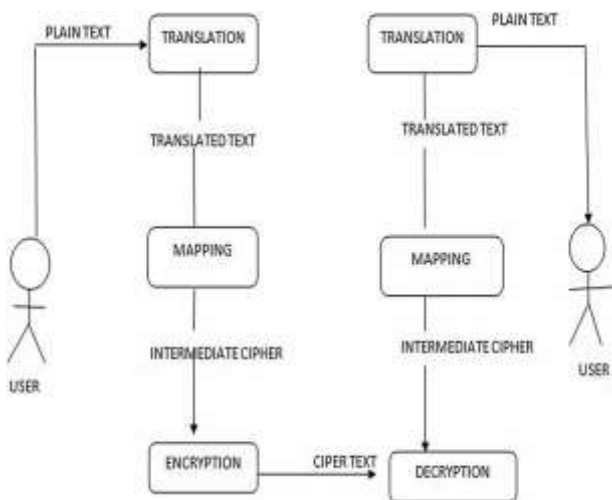 PLAIN TEXT
TRANSLATION
TRANSLATED TEXT
MAPPING
INTERMEDIATE CIPHER
USER
ENCRYPTION
CIPER TEXT
TRANSLATION
PLAIN TEXT
TRANSLATED TEXT
MAPPING
INTERMEDIATE CIPHER
USER
DECRYPTION